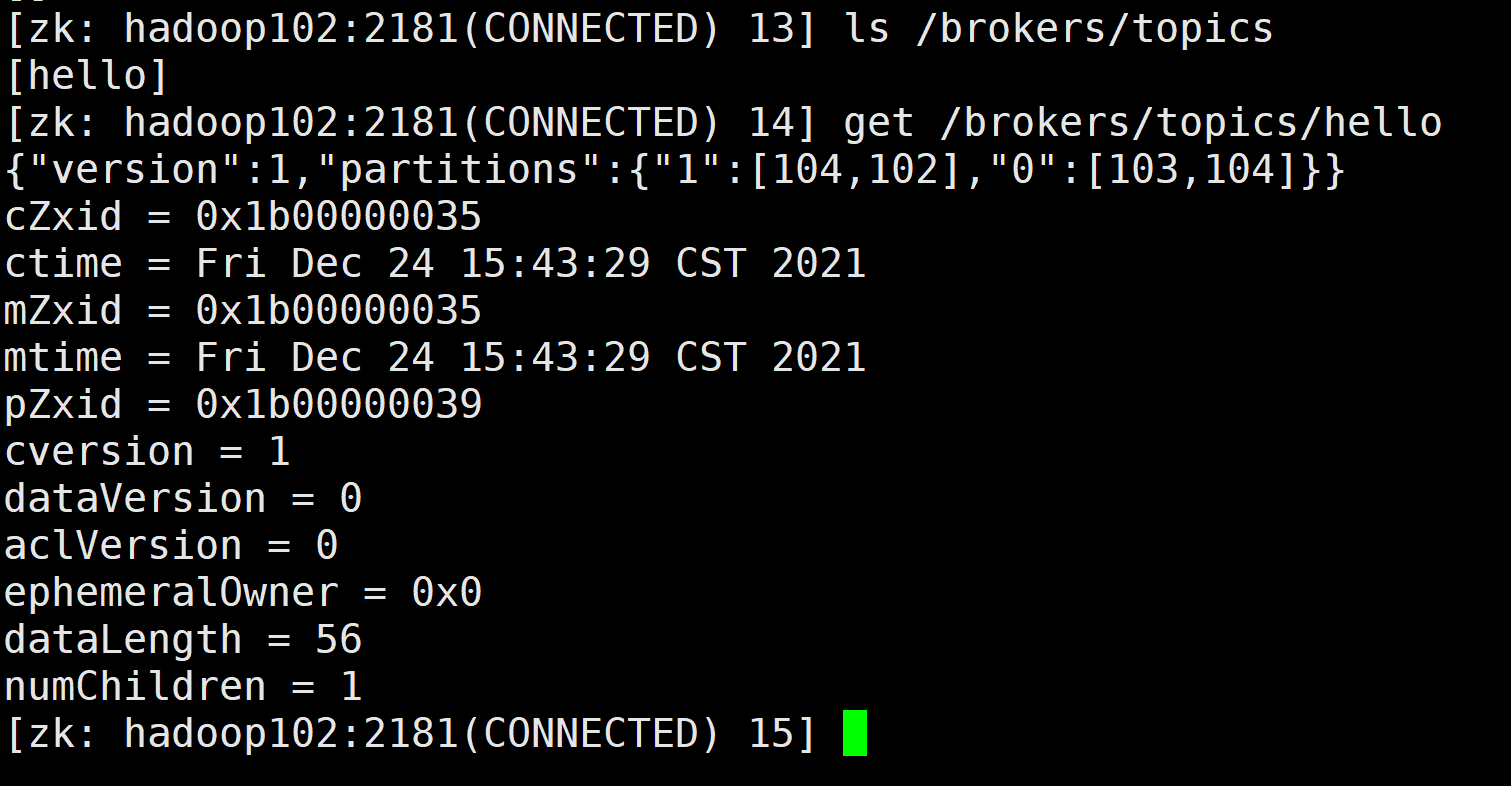 [zk: hadoop102:2181(CONNECTED) 13] ls /brokers/topics
[hello]
[zk: hadoop102:2181(CONNECTED) 14] get /brokers/topics/hello
{"version":1,"partitions":{"1":[104,102],"0":[103,104]}}
cZxid = 0x1b00000035
ctime = Fri Dec 24 15:43:29 CST 2021
mZxid = 0x1b00000035
mtime = Fri Dec 24 15:43:29 CST 2021
pZxid = 0x1b00000039
cversion = 1
dataVersion = 0
aclVersion = 0
ephemeralOwner = 0x0
dataLength = 56
numChildren = 1
[zk: hadoop102:2181(CONNECTED) 15]